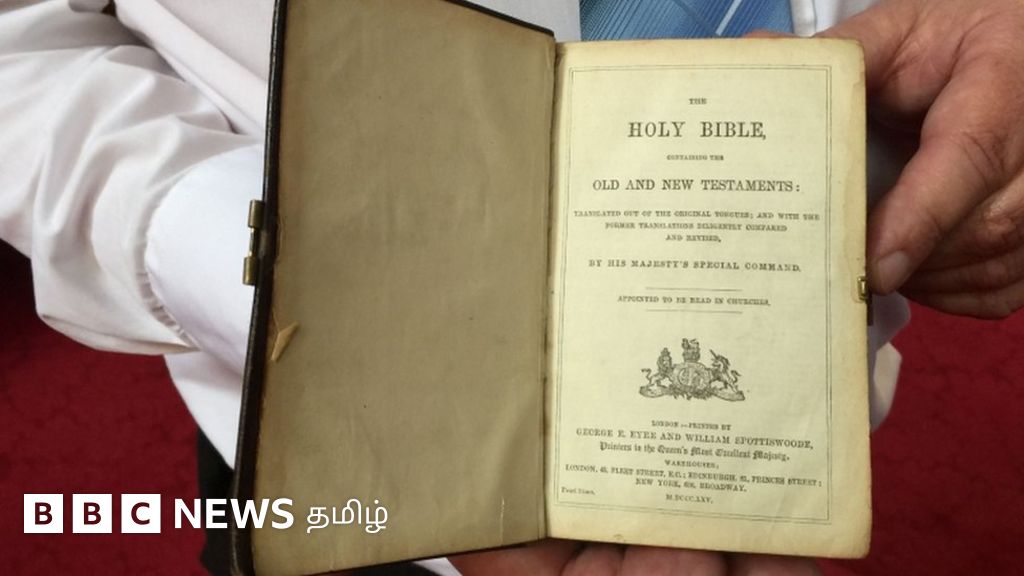 THE
HOLY BIBLE,
CONTAINING THE
OLD AND NEW TESTAMENTS:
TRANSLATED OUT OF THE ORIGINAL TONGUES; AND WITH THE
FORMER TRANSLATIONS DILIGENTLY COMPARED
AND REVISED,
BY HIS MAJESTY'S SPECIAL COMMAND.
APPOINTED TO BE READ IN CHURCHES.
LONDON:—PRINTED BY
GEORGE E. EYRE AND WILLIAM SPOTTISWOODE,
Printers to the Queen's Most Excellent Majesty.
WAREHOUSES;
LONDON, 43, FLEET STREET, E.C.; EDINBURGH, 21, PRINCES STREET;
NEW YORK, BROADWAY.
M.DCCC.LXV.
BBC NEWS தமிழ்